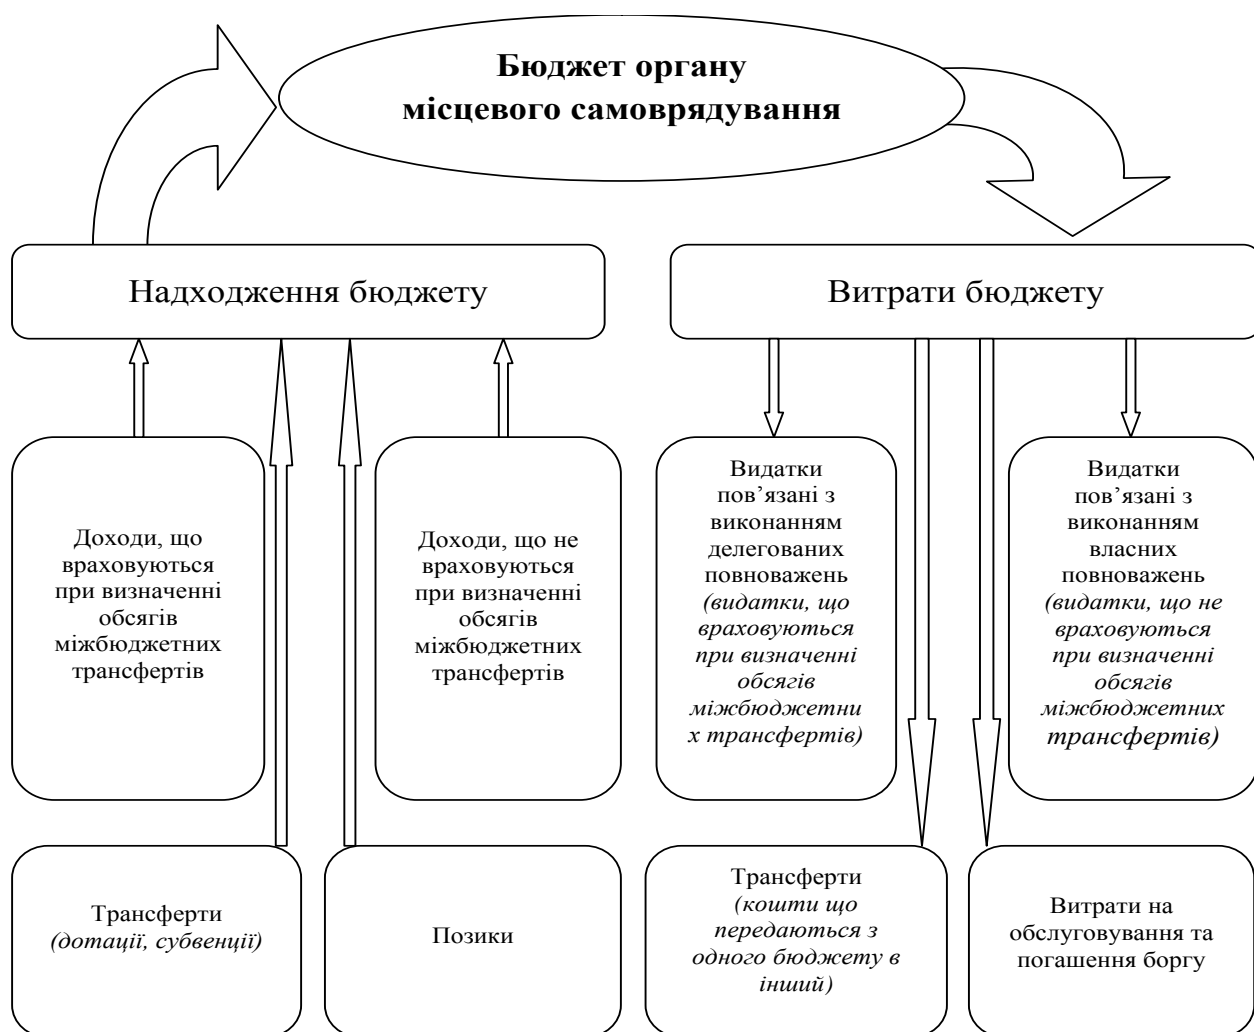 Бюджет органу
місцевого самоврядування
Надходження бюджету
Витрати бюджету
Доходи, що
враховуються
при визначенні
обсягів
міжбюджетних
трансфертів
Доходи, що не
враховуються
при визначенні
обсягів
міжбюджетних
трансфертів
Видатки
пов’язані з
виконанням
делегованих
повноважень
(видатки, що
враховуються
при визначенні
обсягів
міжбюджетни
х трансфертів)
Видатки
пов’язані з
виконанням
власних
повноважень
(видатки, що не
враховуються
при визначенні
обсягів
міжбюджетних
трансфертів)
Трансферти
(дотації, субвенції)
Позики
Трансферти
(кошти що
передаються з
одного бюджету в
інший)
Витрати на
обслуговування та
погашення боргу